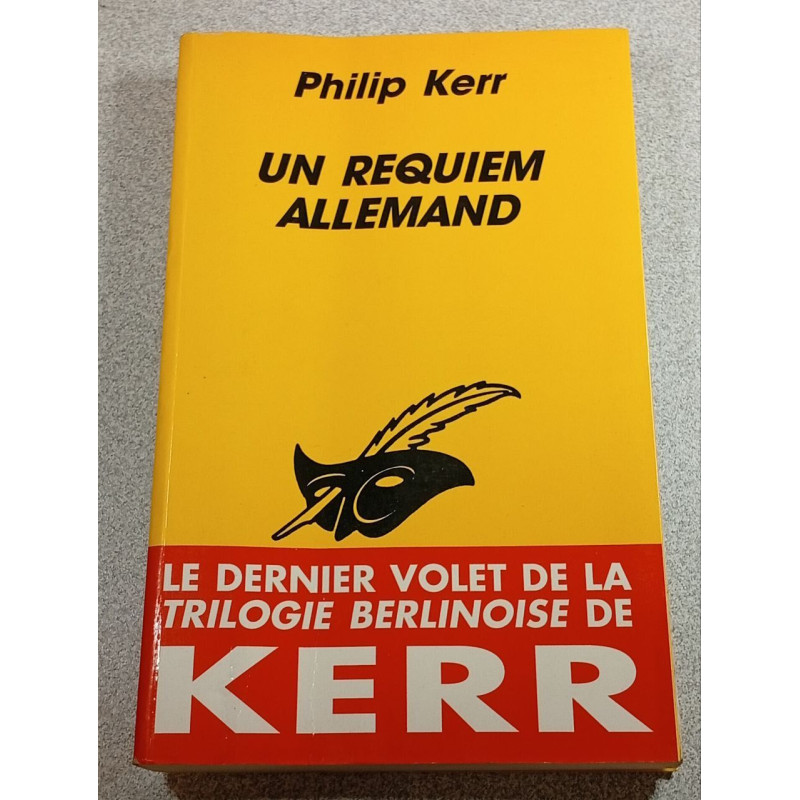 Philip Kerr
UN REQUIEM
ALLEMAND
LE DERNIER VOLET DE LA
TRILOGIE BERLINOISE DE
KERR